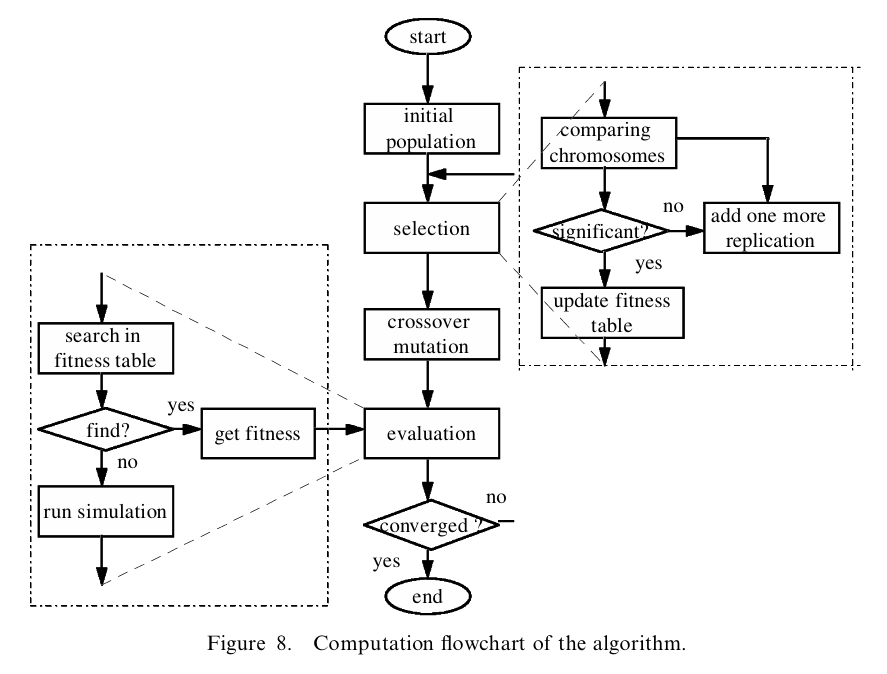 start
initial
population
selection
crossover
mutation
evaluation
converged ?
no
yes
end
comparing
chromosomes
significant?
no
yes
add one more
replication
update fitness
table
search in
fitness table
find?
yes
no
get fitness
run simulation
Figure 8. Computation flowchart of the algorithm.